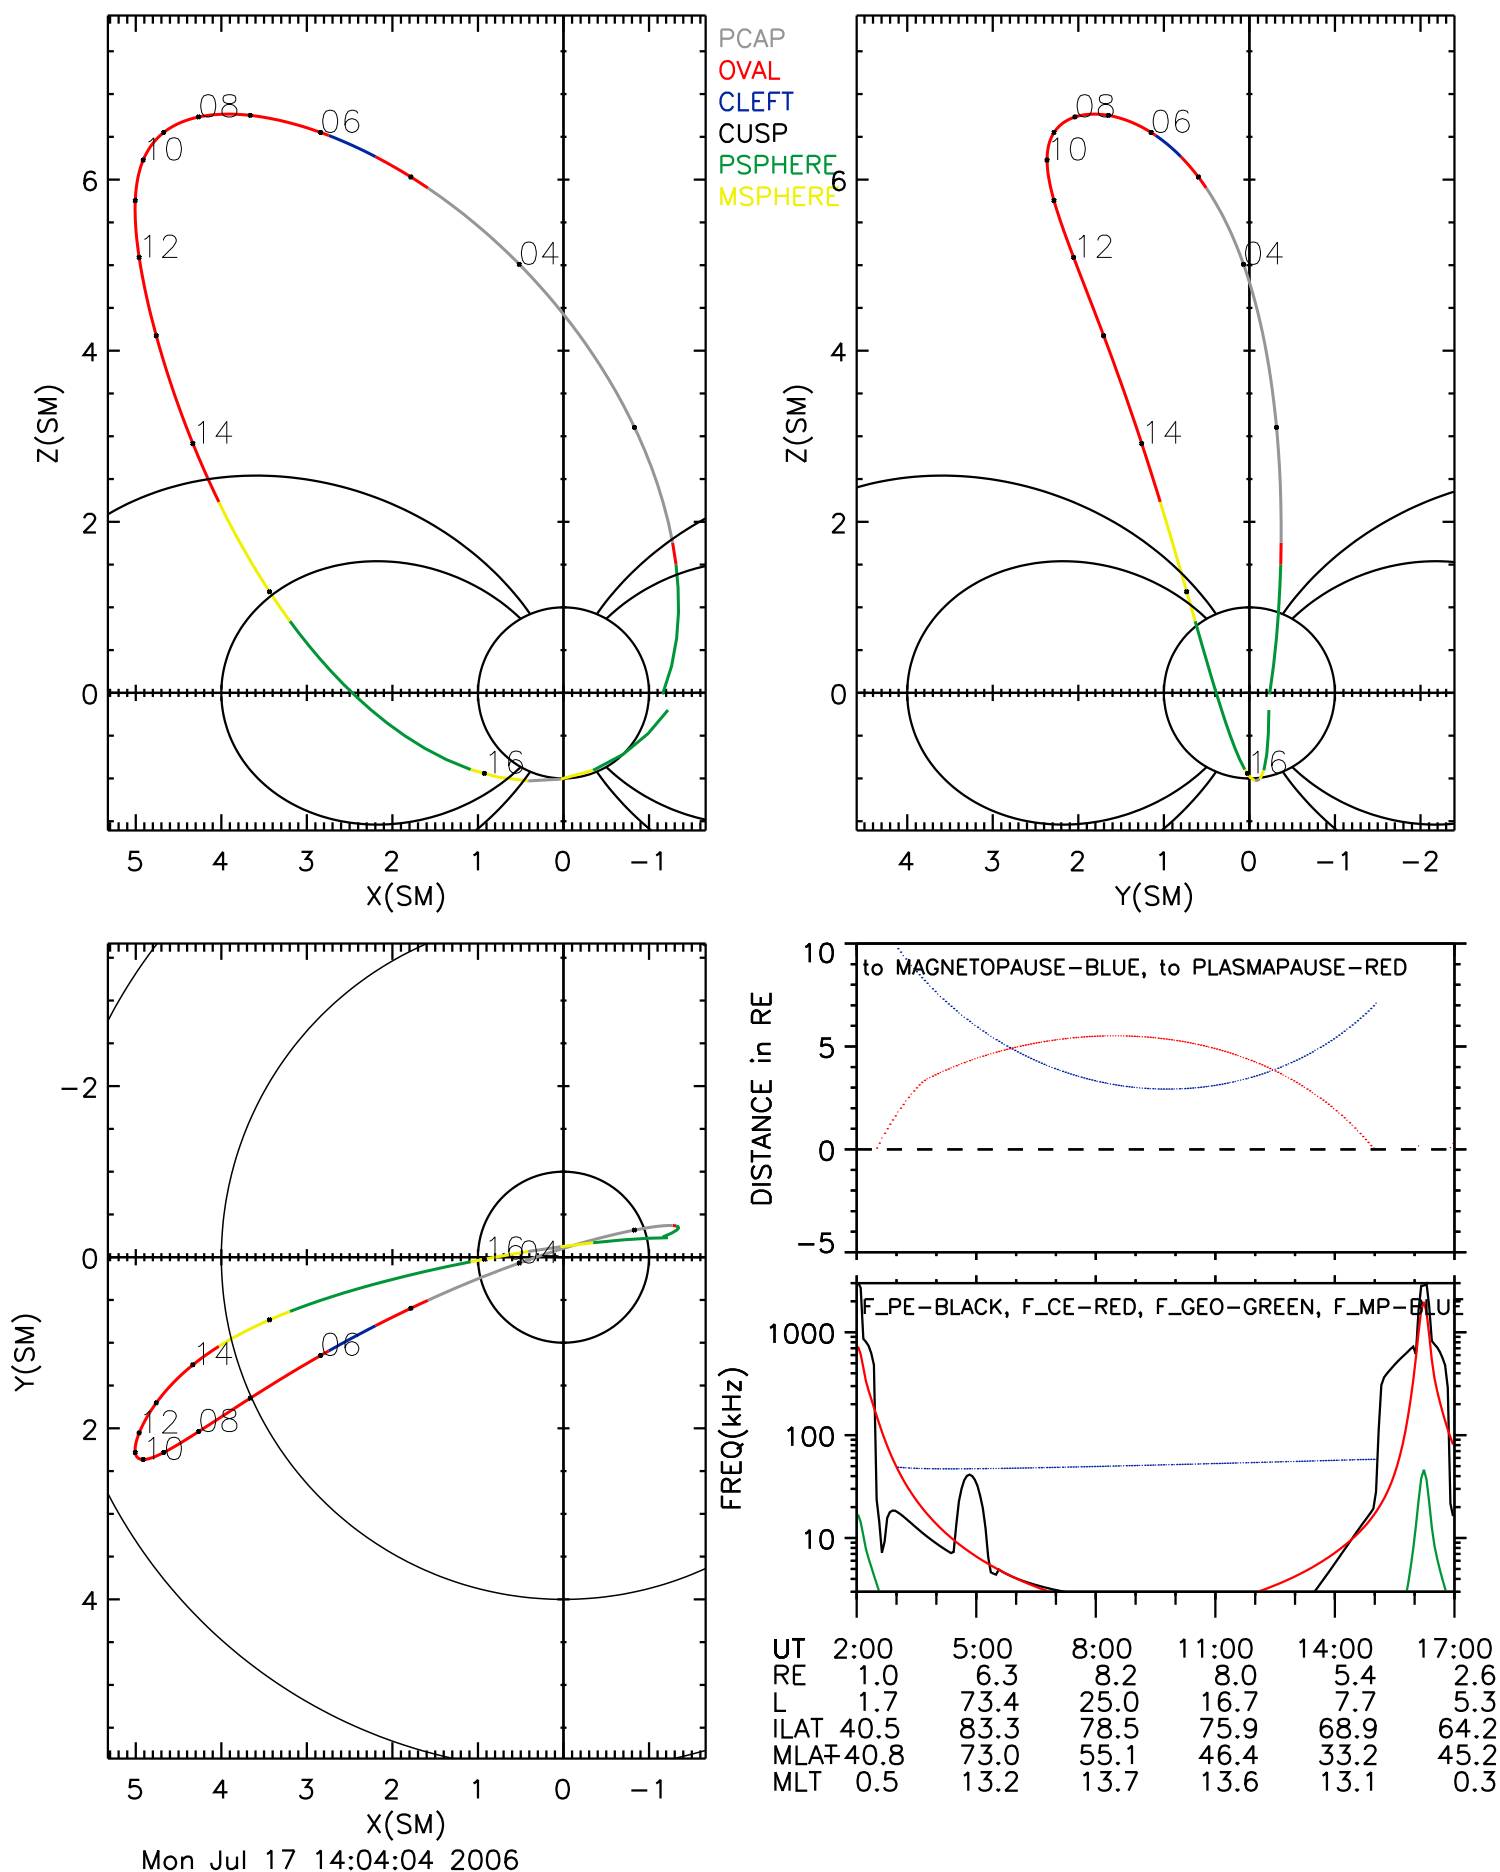 PCAP
OVAL
CLEFT
CUSP
PSPHERE
MSPHERE
Z(SM)
6
4
2
0
04
06
08
10
12
14
16
5 4 3 2 1 0 −1
X(SM)
Z(SM)
6
4
2
0
04
06
08
10
12
14
16
4 3 2 1 0 −1 −2
Y(SM)
Y(SM)
−2
0
2
4
04
06
08
10
12
14
16
5 4 3 2 1 0 −1
X(SM)
DISTANCE in RE
10
5
0
−5
to MAGNETOPAUSE−BLUE, to PLASMAPAUSE−RED
FREQ(kHz)
1000
100
10
F_PE−BLACK, F_CE−RED, F_GEO−GREEN, F_MP−BLUE
UT 2:00 5:00 8:00 11:00 14:00 17:00
RE 1.0 6.3 8.2 8.0 5.4 2.6
L 1.7 73.4 25.0 16.7 7.7 5.3
ILAT 40.5 83.3 78.5 75.9 68.9 64.2
MLAT −40.8 73.0 55.1 46.4 33.2 45.2
MLT 0.5 13.2 13.7 13.6 13.1 0.3
Mon Jul 17 14:04:04 2006